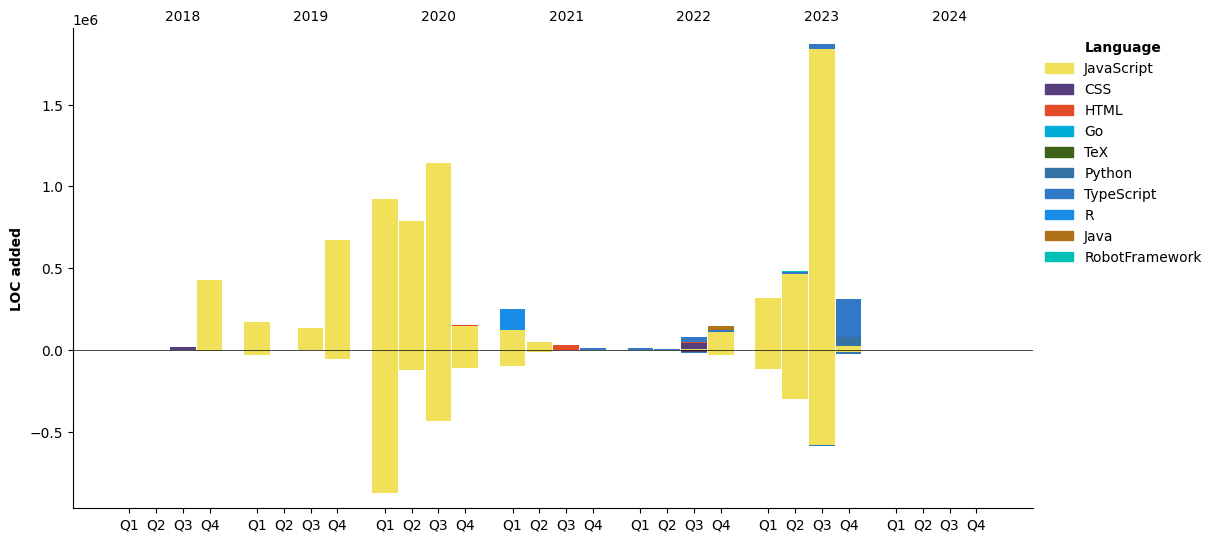 1e6
2018 2019 2020 2021 2022 2023 2024
Language
JavaScript
CSS
HTML
Go
TeX
Python
TypeScript
R
Java
RobotFramework
LOC added
1.5
1.0
0.5
0.0
−0.5
Q1 Q2 Q3 Q4 Q1 Q2 Q3 Q4 Q1 Q2 Q3 Q4 Q1 Q2 Q3 Q4 Q1 Q2 Q3 Q4 Q1 Q2 Q3 Q4 Q1 Q2 Q3 Q4